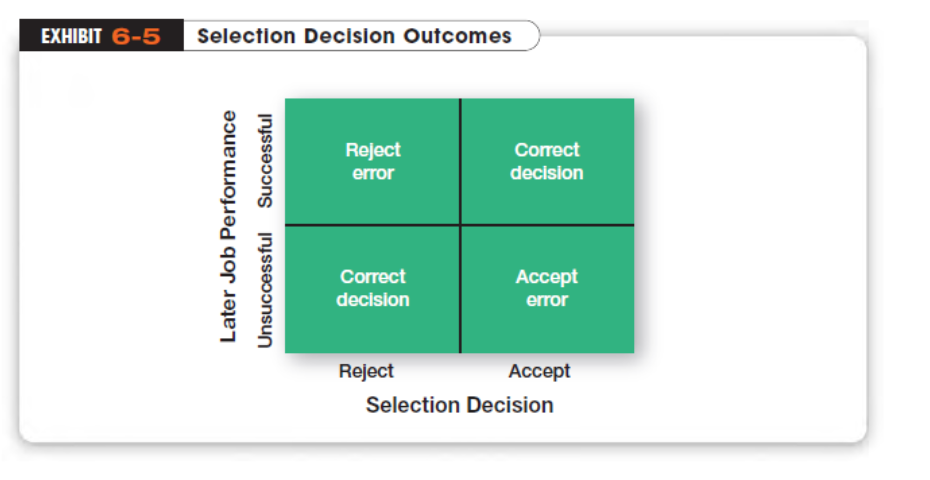 EXHIBIT 6-5 Selection Decision Outcomes
Later Job Performance
Successful
Unsuccessful
Reject
error
Correct
decision
Correct
decision
Accept
error
Reject
Accept
Selection Decision